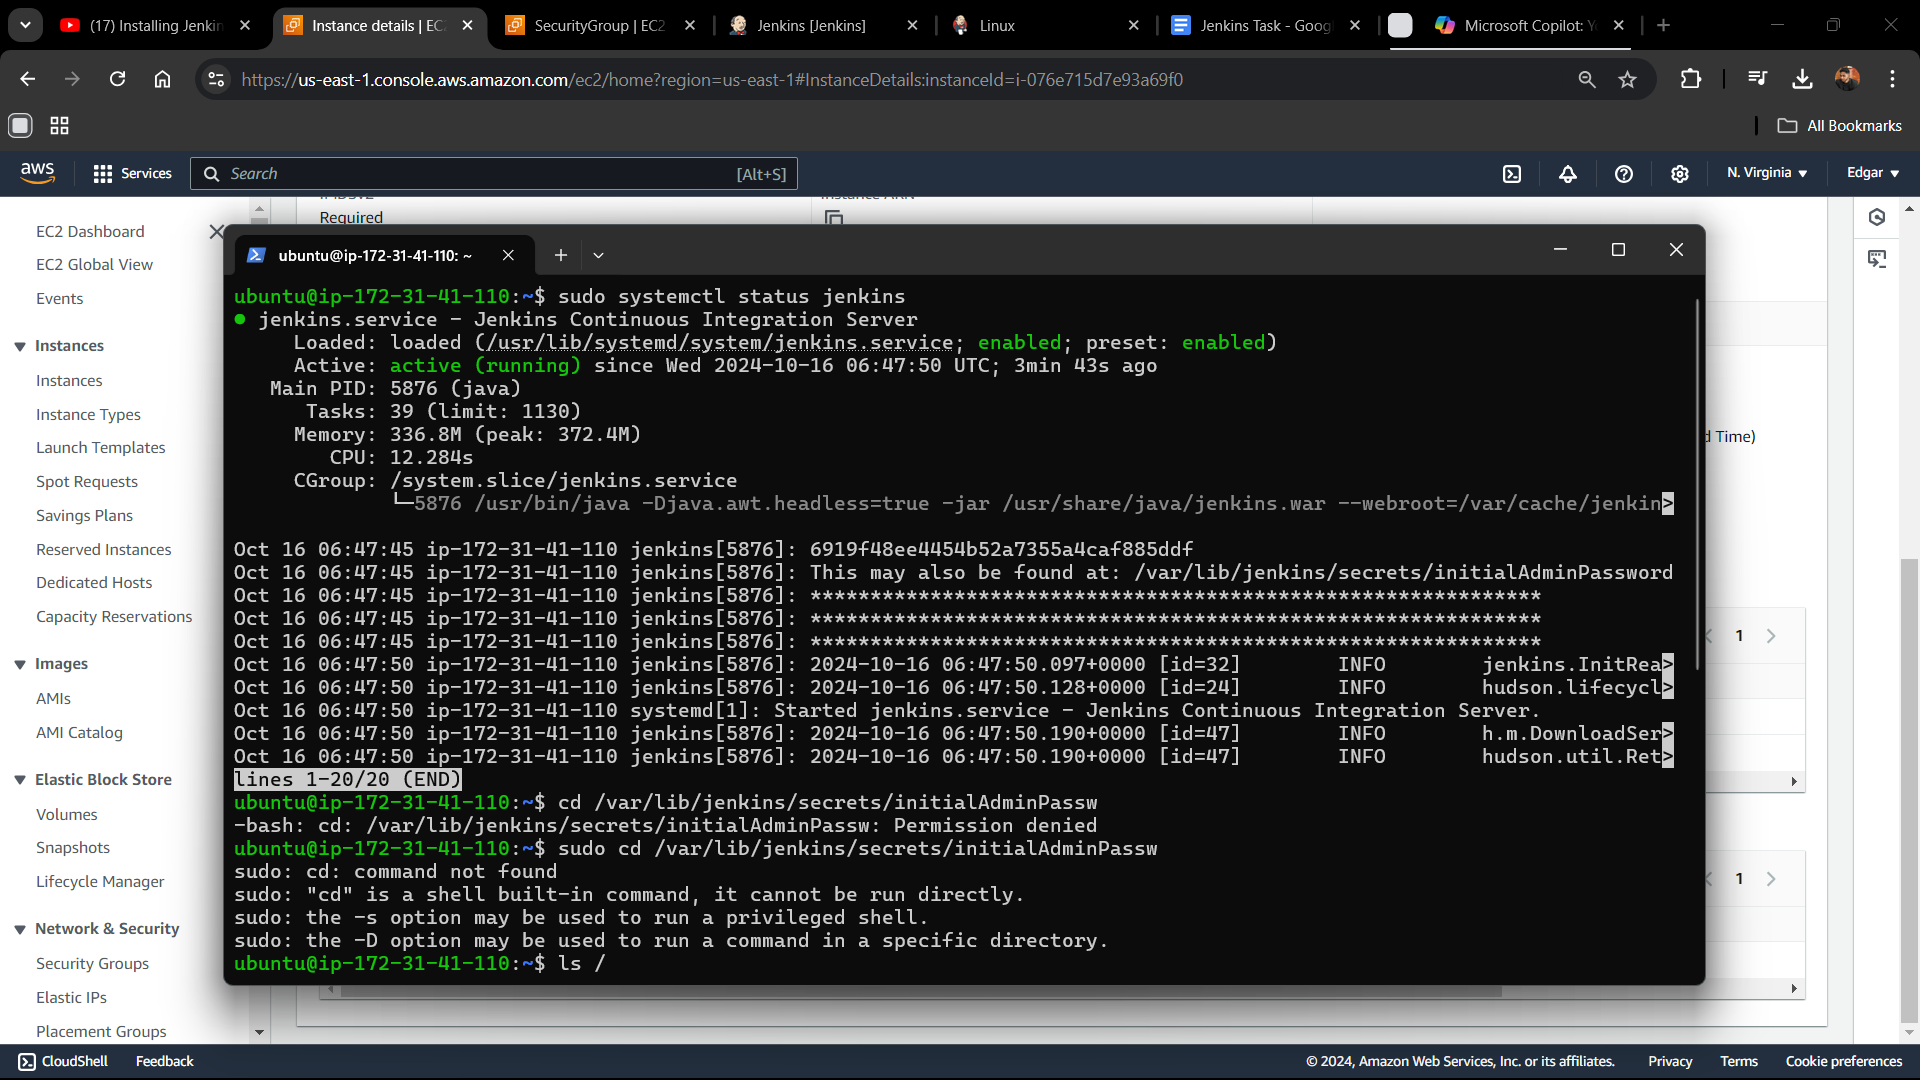 (17) Installing Jenkin
Instance details | EC
SecurityGroup | EC2
Jenkins [Jenkins]
Linux
Jenkins Task - Goog
Microsoft Copilot: Y
https://us-east-1.console.aws.amazon.com/ec2/home?region=us-east-1#InstanceDetails:instanceId=i-076e715d7e93a69f0
All Bookmarks
aws
Services
Search
[Alt+S]
N. Virginia
Edgar
EC2 Dashboard
EC2 Global View
Events
Instances
Instances
Instance Types
Launch Templates
Spot Requests
Savings Plans
Reserved Instances
Dedicated Hosts
Capacity Reservations
Images
AMIs
AMI Catalog
Elastic Block Store
Volumes
Snapshots
Lifecycle Manager
Network & Security
Security Groups
Elastic IPs
Placement Groups
Required
d Time)
1
1
ubuntu@ip-172-31-41-110: ~
ubuntu@ip-172-31-41-110:~$ sudo systemctl status jenkins
● jenkins.service - Jenkins Continuous Integration Server
Loaded: loaded (/usr/lib/systemd/system/jenkins.service; enabled; preset: enabled)
Active: active (running) since Wed 2024-10-16 06:47:50 UTC; 3min 43s ago
Main PID: 5876 (java)
Tasks: 39 (limit: 1130)
Memory: 336.8M (peak: 372.4M)
CPU: 12.284s
CGroup: /system.slice/jenkins.service
└─5876 /usr/bin/java -Djava.awt.headless=true -jar /usr/share/java/jenkins.war --webroot=/var/cache/jenkin>
Oct 16 06:47:45 ip-172-31-41-110 jenkins[5876]: 6919f48ee4454b52a7355a4caf885ddf
Oct 16 06:47:45 ip-172-31-41-110 jenkins[5876]: This may also be found at: /var/lib/jenkins/secrets/initialAdminPassword
Oct 16 06:47:45 ip-172-31-41-110 jenkins[5876]: *************************************************************
Oct 16 06:47:45 ip-172-31-41-110 jenkins[5876]: *************************************************************
Oct 16 06:47:45 ip-172-31-41-110 jenkins[5876]: *************************************************************
Oct 16 06:47:50 ip-172-31-41-110 jenkins[5876]: 2024-10-16 06:47:50.097+0000 [id=32] INFO jenkins.InitRea>
Oct 16 06:47:50 ip-172-31-41-110 jenkins[5876]: 2024-10-16 06:47:50.128+0000 [id=24] INFO hudson.lifecycl>
Oct 16 06:47:50 ip-172-31-41-110 systemd[1]: Started jenkins.service - Jenkins Continuous Integration Server.
Oct 16 06:47:50 ip-172-31-41-110 jenkins[5876]: 2024-10-16 06:47:50.190+0000 [id=47] INFO h.m.DownloadSer>
Oct 16 06:47:50 ip-172-31-41-110 jenkins[5876]: 2024-10-16 06:47:50.190+0000 [id=47] INFO hudson.util.Ret>
lines 1-20/20 (END)
ubuntu@ip-172-31-41-110:~$ cd /var/lib/jenkins/secrets/initialAdminPassw
-bash: cd: /var/lib/jenkins/secrets/initialAdminPassw: Permission denied
ubuntu@ip-172-31-41-110:~$ sudo cd /var/lib/jenkins/secrets/initialAdminPassw
sudo: cd: command not found
sudo: "cd" is a shell built-in command, it cannot be run directly.
sudo: the -s option may be used to run a privileged shell.
sudo: the -D option may be used to run a command in a specific directory.
ubuntu@ip-172-31-41-110:~$ ls /
CloudShell
Feedback
© 2024, Amazon Web Services, Inc. or its affiliates.
Privacy
Terms
Cookie preferences